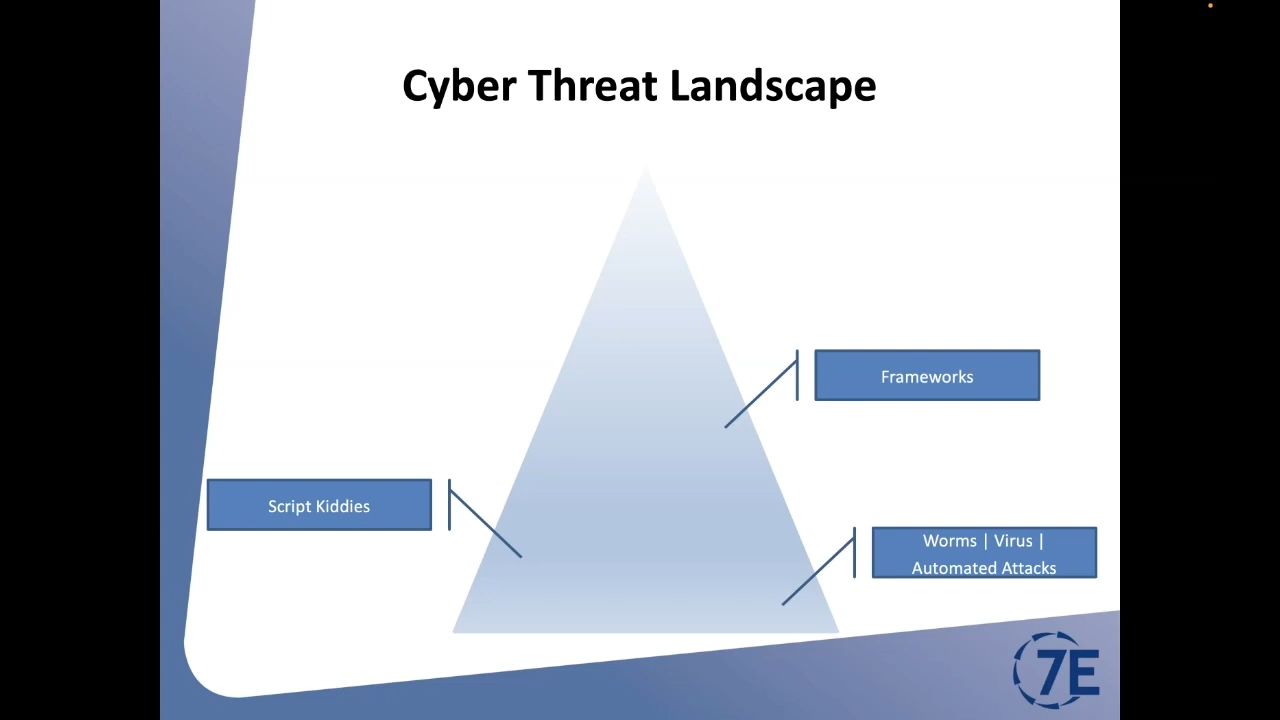 Cyber Threat Landscape
Frameworks
Script Kiddies
Worms | Virus |
Automated Attacks
7E